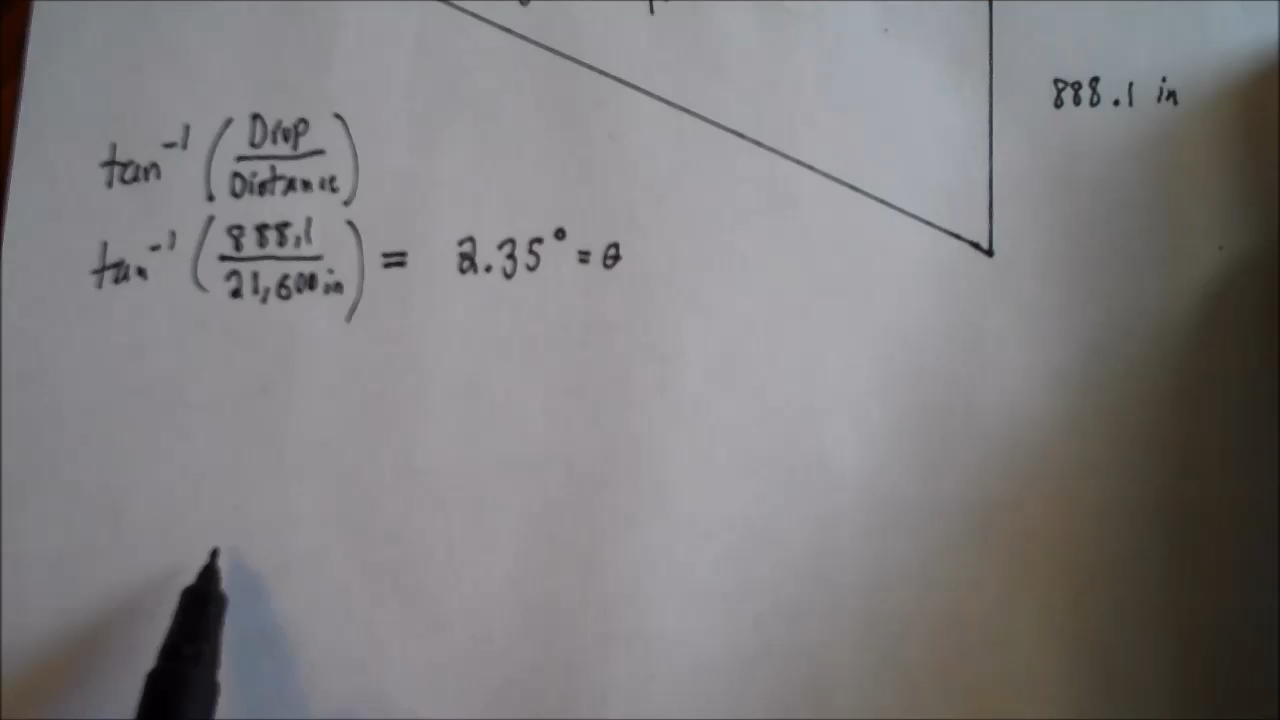 888.1 in
tan⁻¹ (Drop/Distance)
tan⁻¹ (888.1/21,600 in) = 2.35° = θ